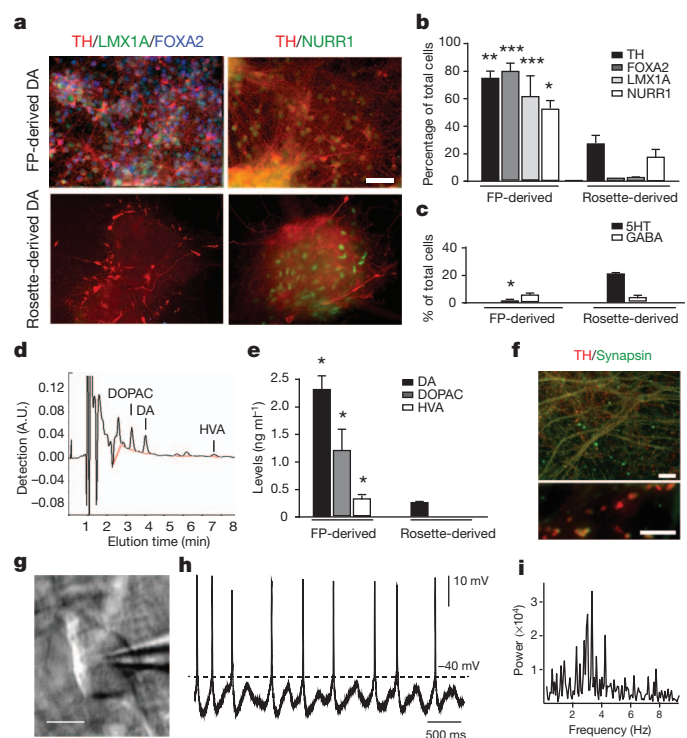 a
TH/LMX1A/FOXA2
TH/NURR1
FP-derived DA
Rosette-derived DA
b
Percentage of total cells
100
80
60
40
20
0
**
***
***
*
TH
FOXA2
LMX1A
NURR1
FP-derived
Rosette-derived
c
% of total cells
40
20
0
*
5HT
GABA
FP-derived
Rosette-derived
d
Detection (A.U.)
0.12
0.08
0.04
0.00
−0.04
−0.08
DOPAC
DA
HVA
1 2 3 4 5 6 7 8
Elution time (min)
e
Levels (ng ml−1)
2.5
2.0
1.5
1.0
0.5
0
*
*
*
DA
DOPAC
HVA
FP-derived
Rosette-derived
f
TH/Synapsin
g
h
10 mV
−40 mV
500 ms
i
Power (×10⁴)
3
2
1
2 4 6 8
Frequency (Hz)